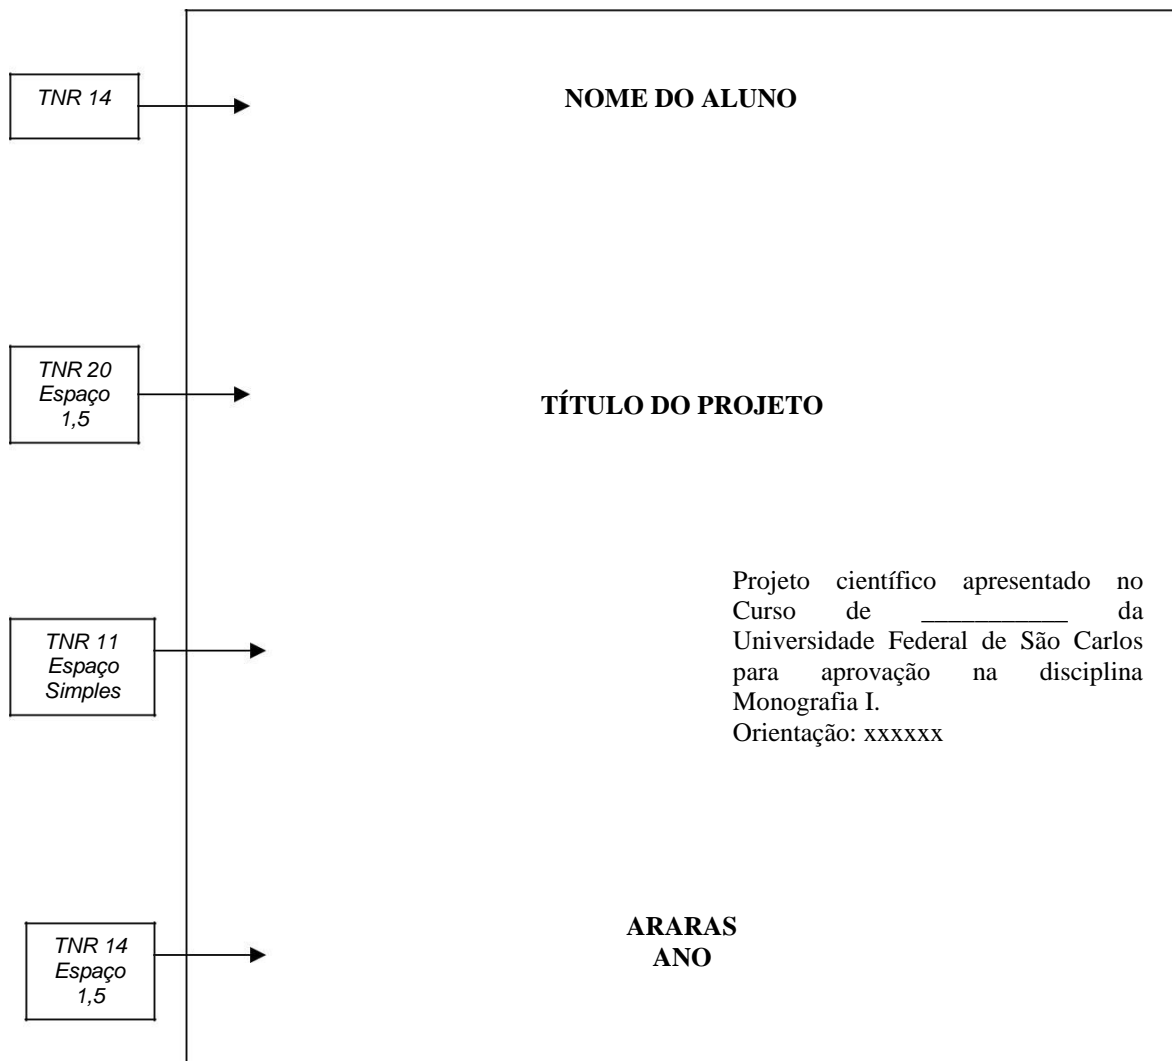 TNR 14
NOME DO ALUNO
TNR 20
Espaço
1,5
TÍTULO DO PROJETO
TNR 11
Espaço
Simples
Projeto científico apresentado no
Curso de ___________ da
Universidade Federal de São Carlos
para aprovação na disciplina
Monografia I.
Orientação: xxxxxx
TNR 14
Espaço
1,5
ARARAS
ANO